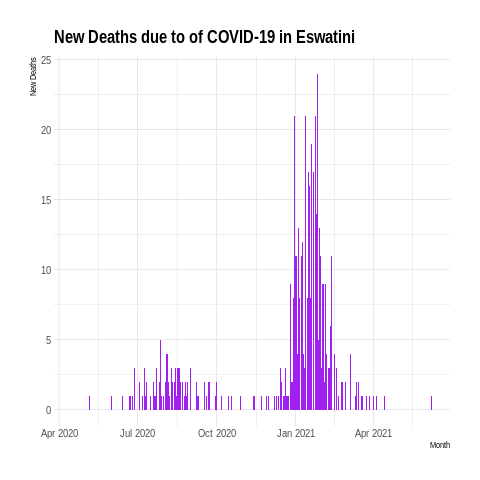 New Deaths due to of COVID-19 in Eswatini
New Deaths
25
20
15
10
5
0
Apr 2020 Jul 2020 Oct 2020 Jan 2021 Apr 2021
Month